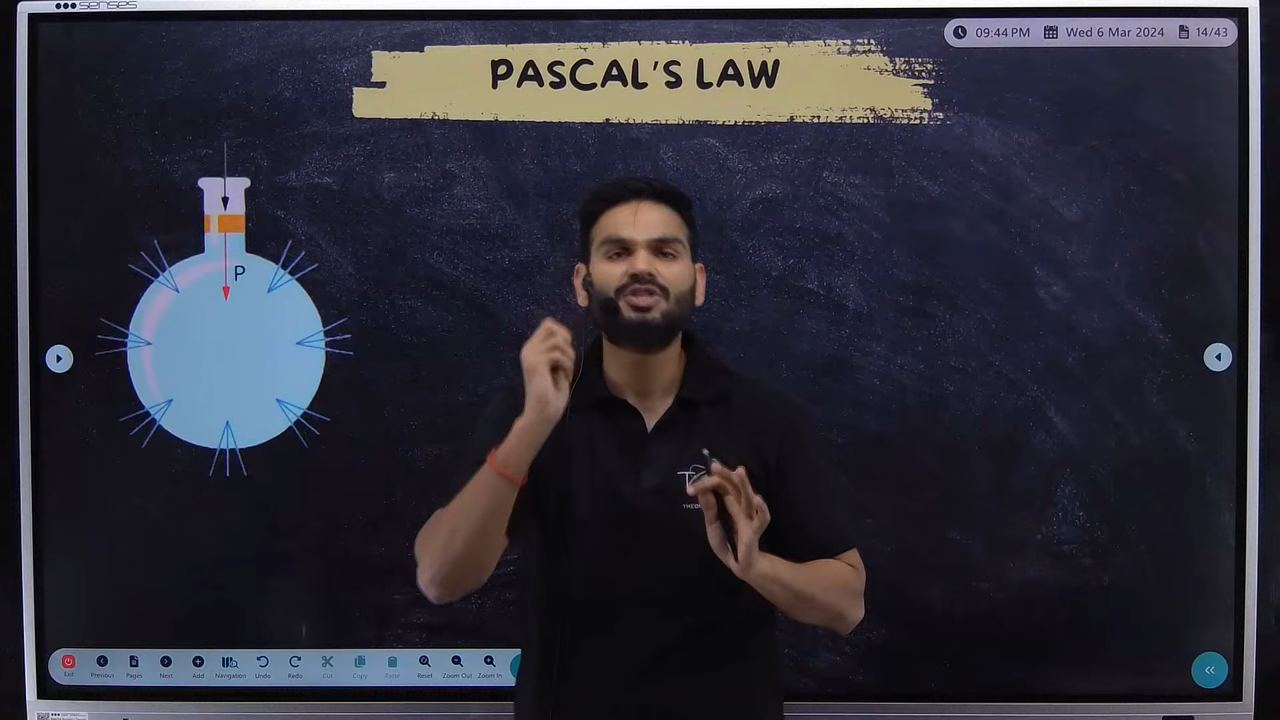 senses
09:44 PM Wed 6 Mar 2024 14/43
PASCAL'S LAW
P
Previous Pages Next Add Navigation Undo Redo Cut Copy Paste Reset Zoom Out Zoom In